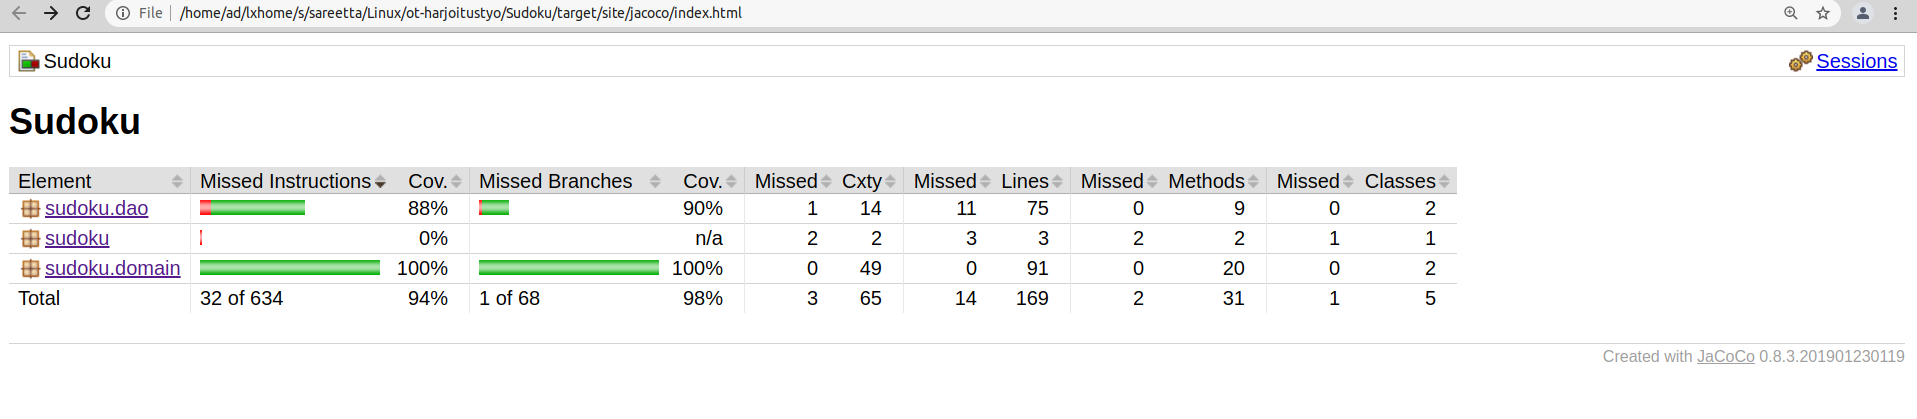 File /home/ad/lxhome/s/sareetta/Linux/ot-harjoitustyo/Sudoku/target/site/jacoco/index.html
Sudoku Sessions
Sudoku
Element Missed Instructions Cov. Missed Branches Cov. Missed Cxty Missed Lines Missed Methods Missed Classes
sudoku.dao 88% 90% 1 14 11 75 0 9 0 2
sudoku 0% n/a 2 2 3 3 2 2 1 1
sudoku.domain 100% 100% 0 49 0 91 0 20 0 2
Total 32 of 634 94% 1 of 68 98% 3 65 14 169 2 31 1 5
Created with JaCoCo 0.8.3.201901230119